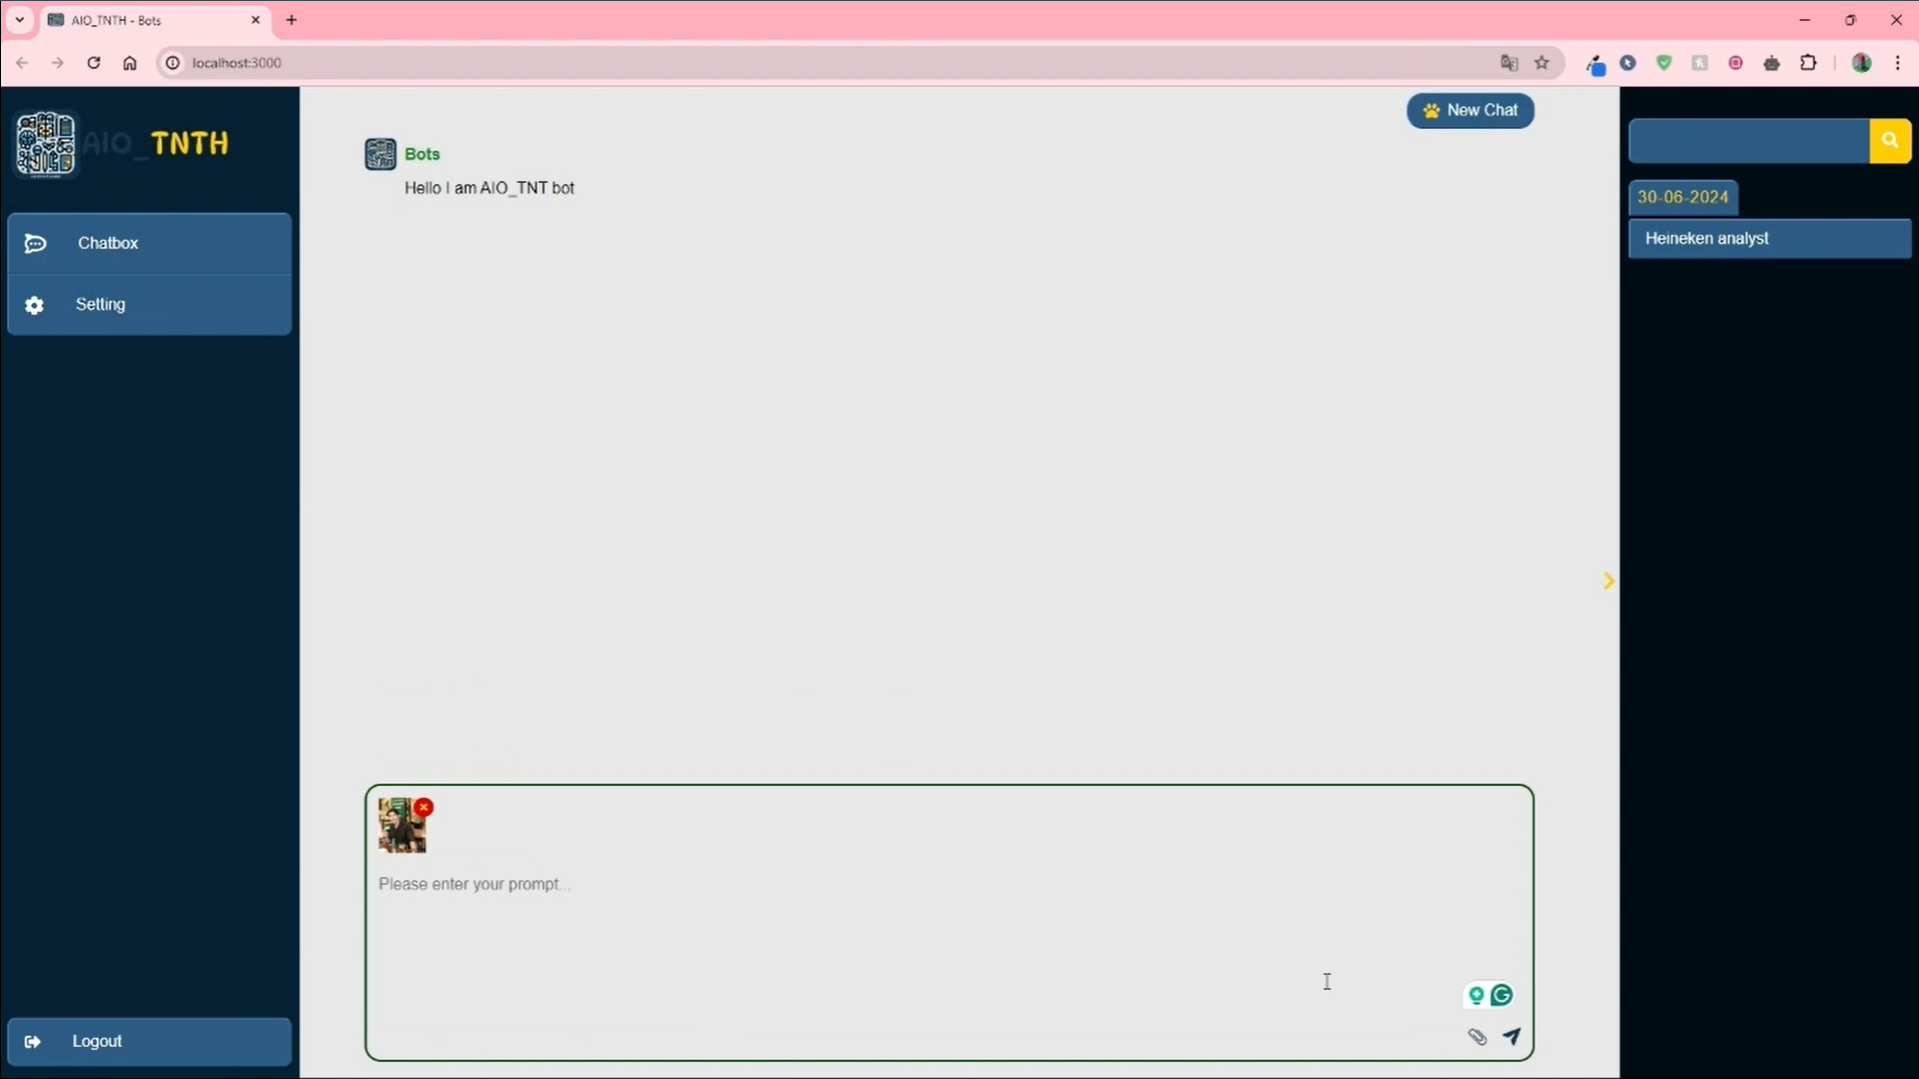 AIO_TNTH - Bots
localhost:3000
AIO_TNTH
New Chat
Bots
Hello I am AIO_TNT bot
Chatbox
Setting
30-06-2024
Heineken analyst
Please enter your prompt...
Logout